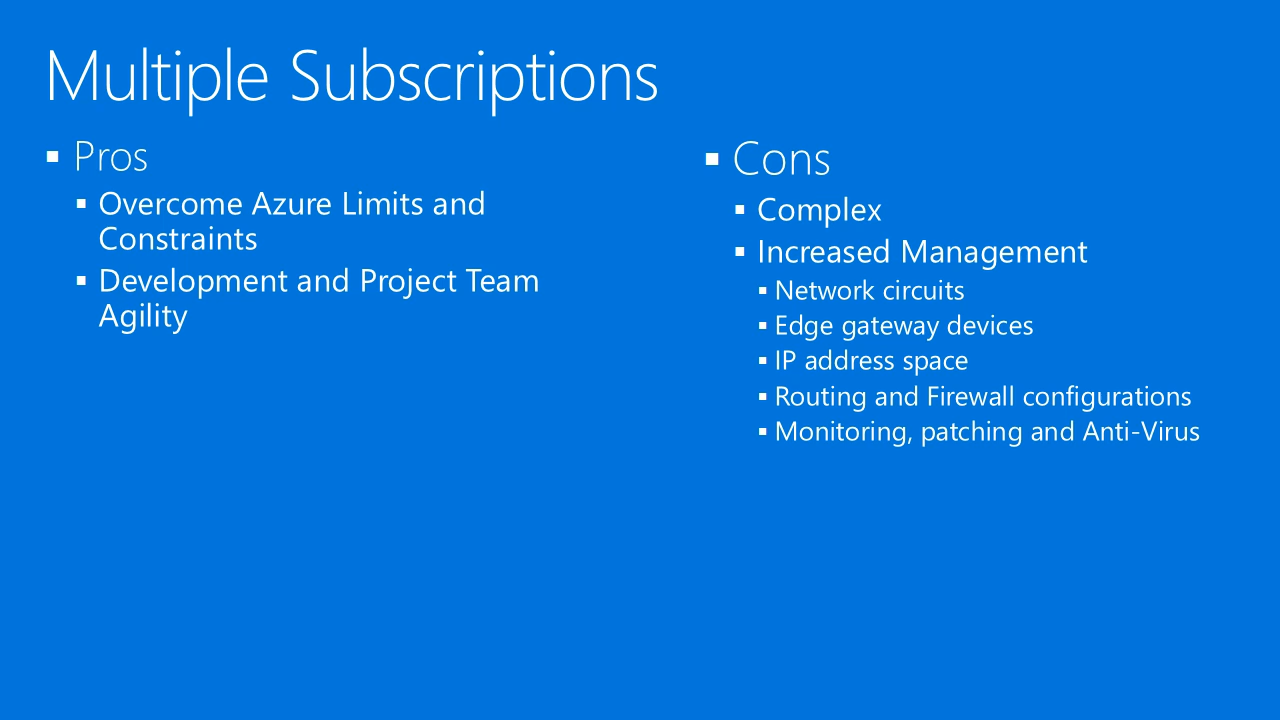 Multiple Subscriptions
▪ Pros
▪ Overcome Azure Limits and
Constraints
▪ Development and Project Team
Agility
▪ Cons
▪ Complex
▪ Increased Management
▪ Network circuits
▪ Edge gateway devices
▪ IP address space
▪ Routing and Firewall configurations
▪ Monitoring, patching and Anti-Virus